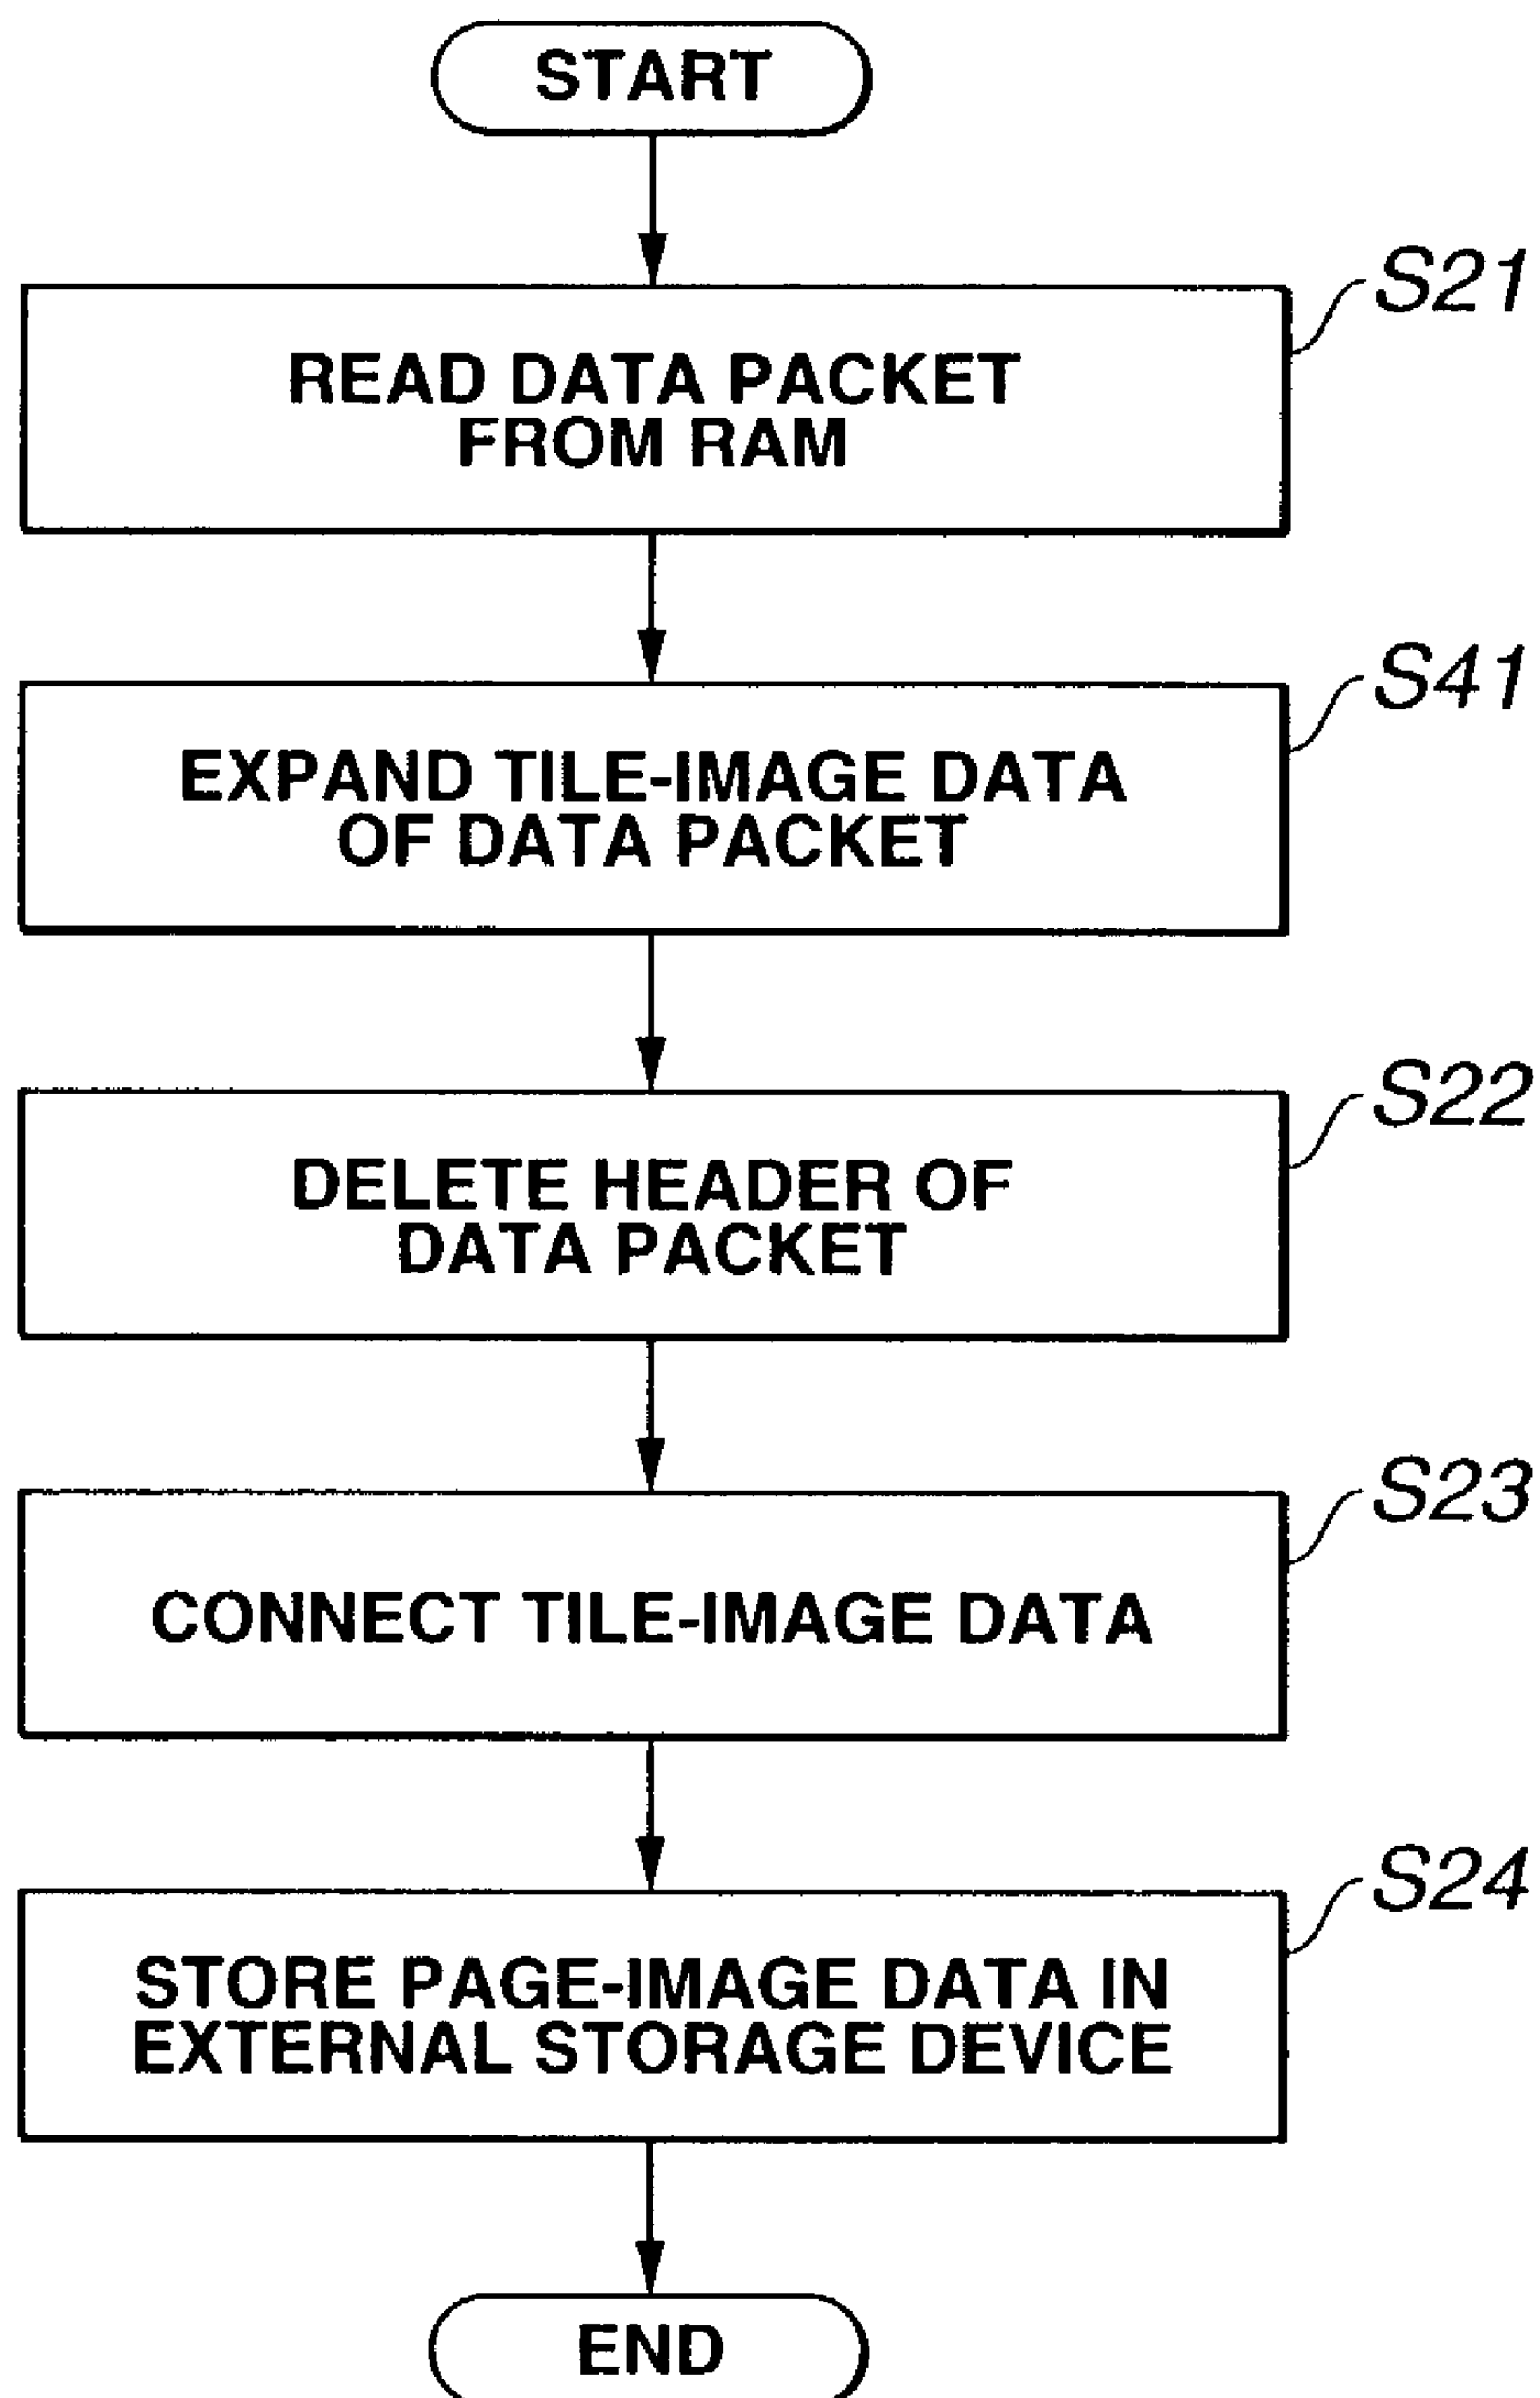 START
S21
READ DATA PACKET
FROM RAM
S41
EXPAND TILE-IMAGE DATA
OF DATA PACKET
S22
DELETE HEADER OF
DATA PACKET
S23
CONNECT TILE-IMAGE DATA
S24
STORE PAGE-IMAGE DATA IN
EXTERNAL STORAGE DEVICE
END